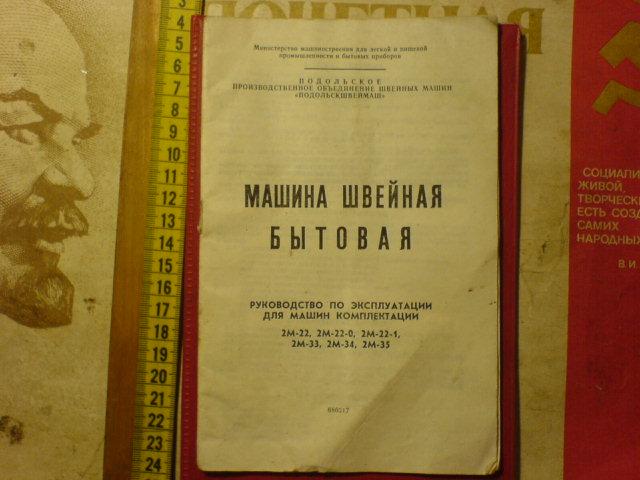 Министерство машиностроения для легкой и пищевой
промышленности и бытовых приборов
ПОДОЛЬСКОЕ
ПРОИЗВОДСТВЕННОЕ ОБЪЕДИНЕНИЕ ШВЕЙНЫХ МАШИН
«ПОДОЛЬСКШВЕЙМАШ»
МАШИНА ШВЕЙНАЯ
БЫТОВАЯ
РУКОВОДСТВО ПО ЭКСПЛУАТАЦИИ
ДЛЯ МАШИН КОМПЛЕКТАЦИИ
2М-22, 2М-22-0, 2М-22-1,
2М-33, 2М-34, 2М-35
686217
3
4
5
6
7
8
9
10
11
12
13
14
15
16
17
18
19
20
21
22
23
24
СОЦИАЛИ
ЖИВОЙ,
ТВОРЧЕСК
ЕСТЬ СОЗ
САМИХ
НАРОДНЫХ
В.И.